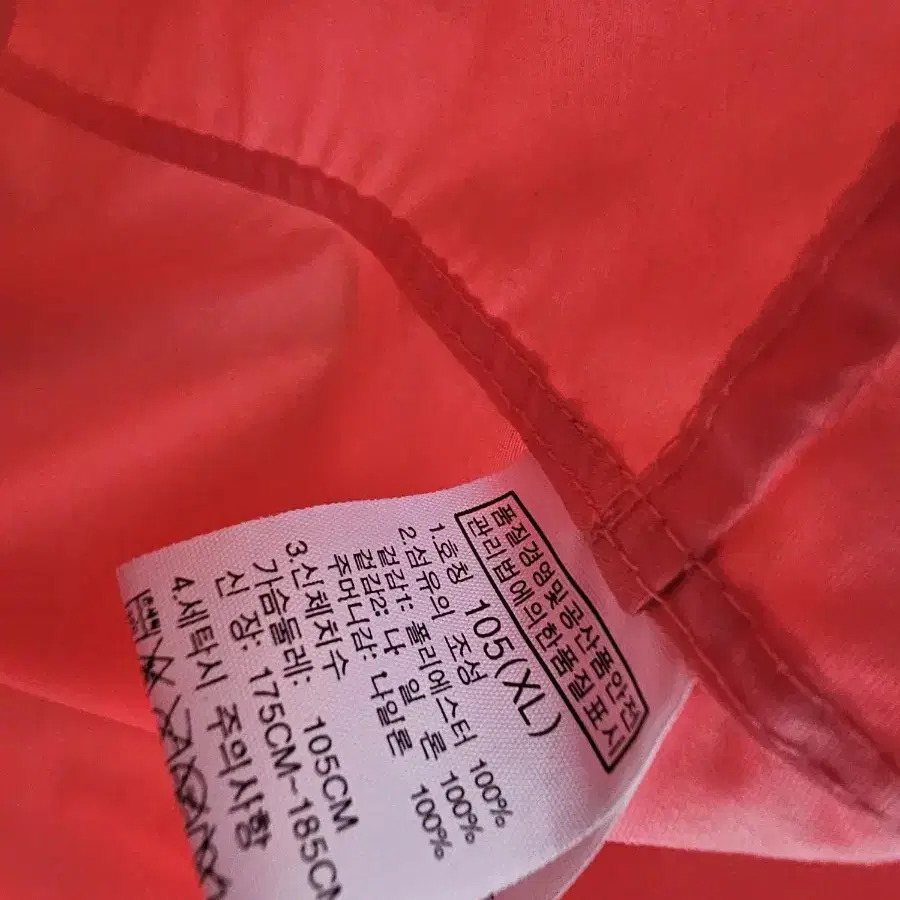 품질경영및공산품안전
관리법에의한품질표시
1.호칭 105(XL)
2.섬유의 조성
겉감1: 폴리에스터 100%
겉감2: 나 일 론 100%
주머니감: 나일론 100%
3.신체치수
가슴둘레: 105CM
신 장: 175CM-185CM
4.세탁시 주의사항